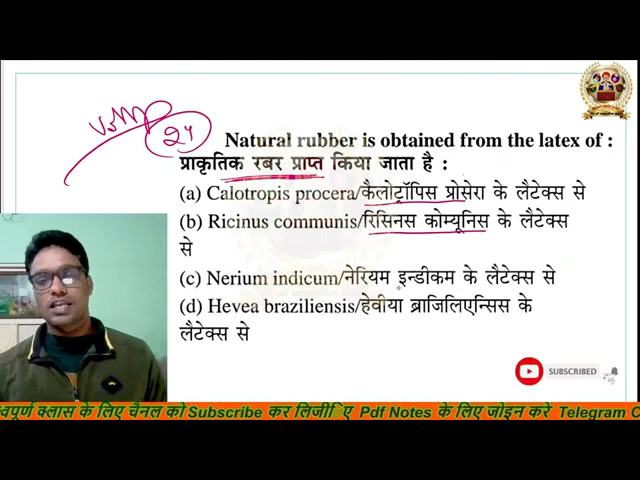 V.M.P
24
Natural rubber is obtained from the latex of :
प्राकृतिक रबर प्राप्त किया जाता है :
(a) Calotropis procera/कैलोट्रॉपिस प्रोसेरा के लैटेक्स से
(b) Ricinus communis/रिसिनस कोम्यूनिस के लैटेक्स
से
(c) Nerium indicum/नेरियम इन्डीकम के लैटेक्स से
(d) Hevea braziliensis/हेवीया ब्राजिलिएन्सिस के
लैटेक्स से
SUBSCRIBED
वपूर्ण क्लास के लिए चैनल को Subscribe कर लिजीिए Pdf Notes के लिए जोइन करे Telegram C